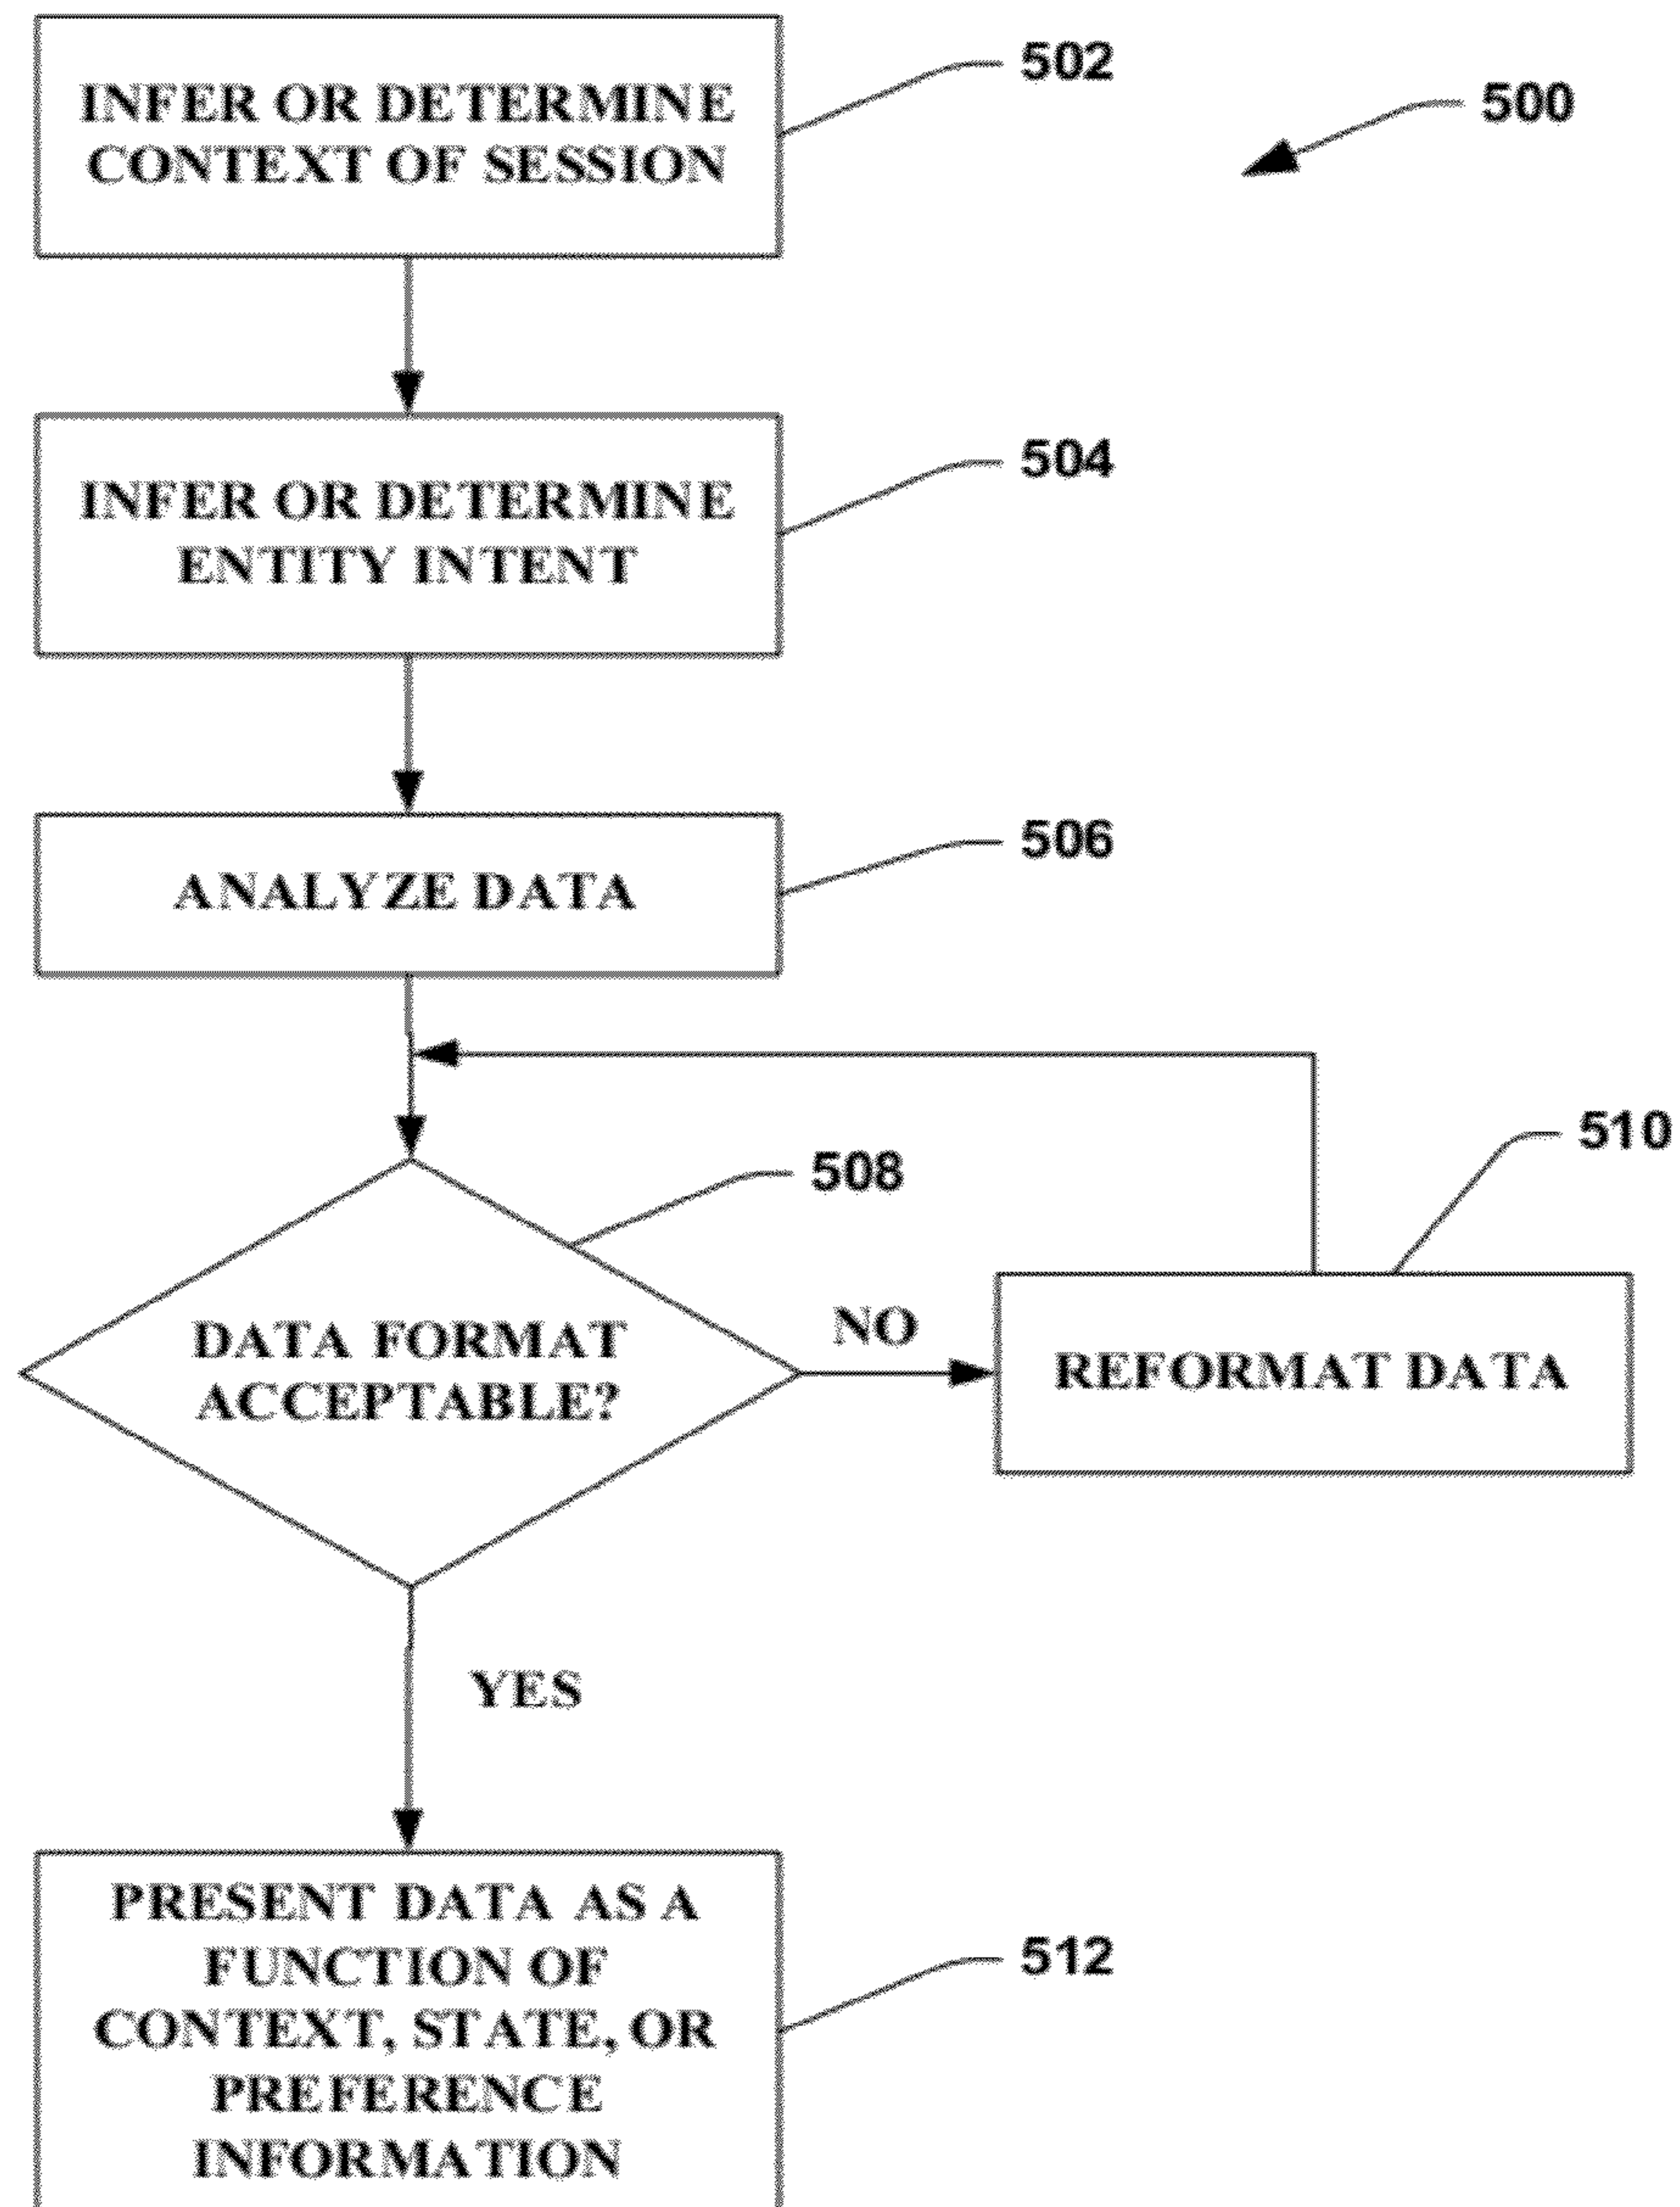 INFER OR DETERMINE
CONTEXT OF SESSION
502
500
INFER OR DETERMINE
ENTITY INTENT
504
ANALYZE DATA
506
508
510
DATA FORMAT
ACCEPTABLE?
NO
REFORMAT DATA
YES
PRESENT DATA AS A
FUNCTION OF
CONTEXT, STATE, OR
PREFERENCE
INFORMATION
512